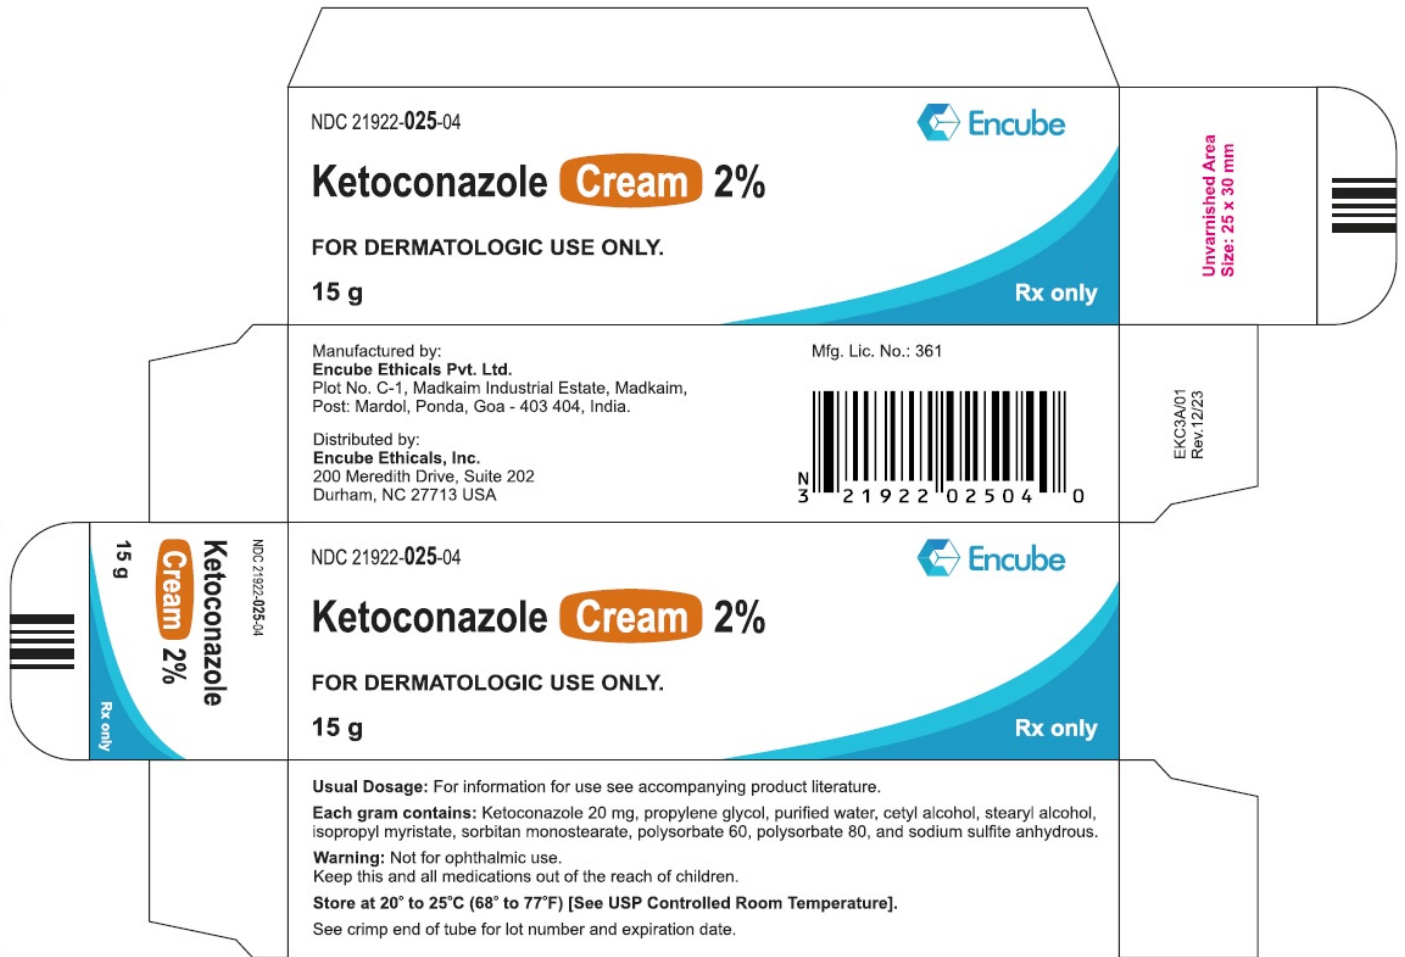 NDC 21922-025-04
Encube
Ketoconazole Cream 2%
FOR DERMATOLOGIC USE ONLY.
15 g
Rx only
Unvarnished Area
Size: 25 x 30 mm
Manufactured by:
Encube Ethicals Pvt. Ltd.
Plot No. C-1, Madkaim Industrial Estate, Madkaim,
Post: Mardol, Ponda, Goa - 403 404, India.
Distributed by:
Encube Ethicals, Inc.
200 Meredith Drive, Suite 202
Durham, NC 27713 USA
Mfg. Lic. No.: 361
N
3 21922 02504 0
EKC3A/01
Rev.12/23
NDC 21922-025-04
Ketoconazole
Cream 2%
15 g
Rx only
NDC 21922-025-04
Encube
Ketoconazole Cream 2%
FOR DERMATOLOGIC USE ONLY.
15 g
Rx only
Usual Dosage: For information for use see accompanying product literature.
Each gram contains: Ketoconazole 20 mg, propylene glycol, purified water, cetyl alcohol, stearyl alcohol,
isopropyl myristate, sorbitan monostearate, polysorbate 60, polysorbate 80, and sodium sulfite anhydrous.
Warning: Not for ophthalmic use.
Keep this and all medications out of the reach of children.
Store at 20° to 25°C (68° to 77°F) [See USP Controlled Room Temperature].
See crimp end of tube for lot number and expiration date.